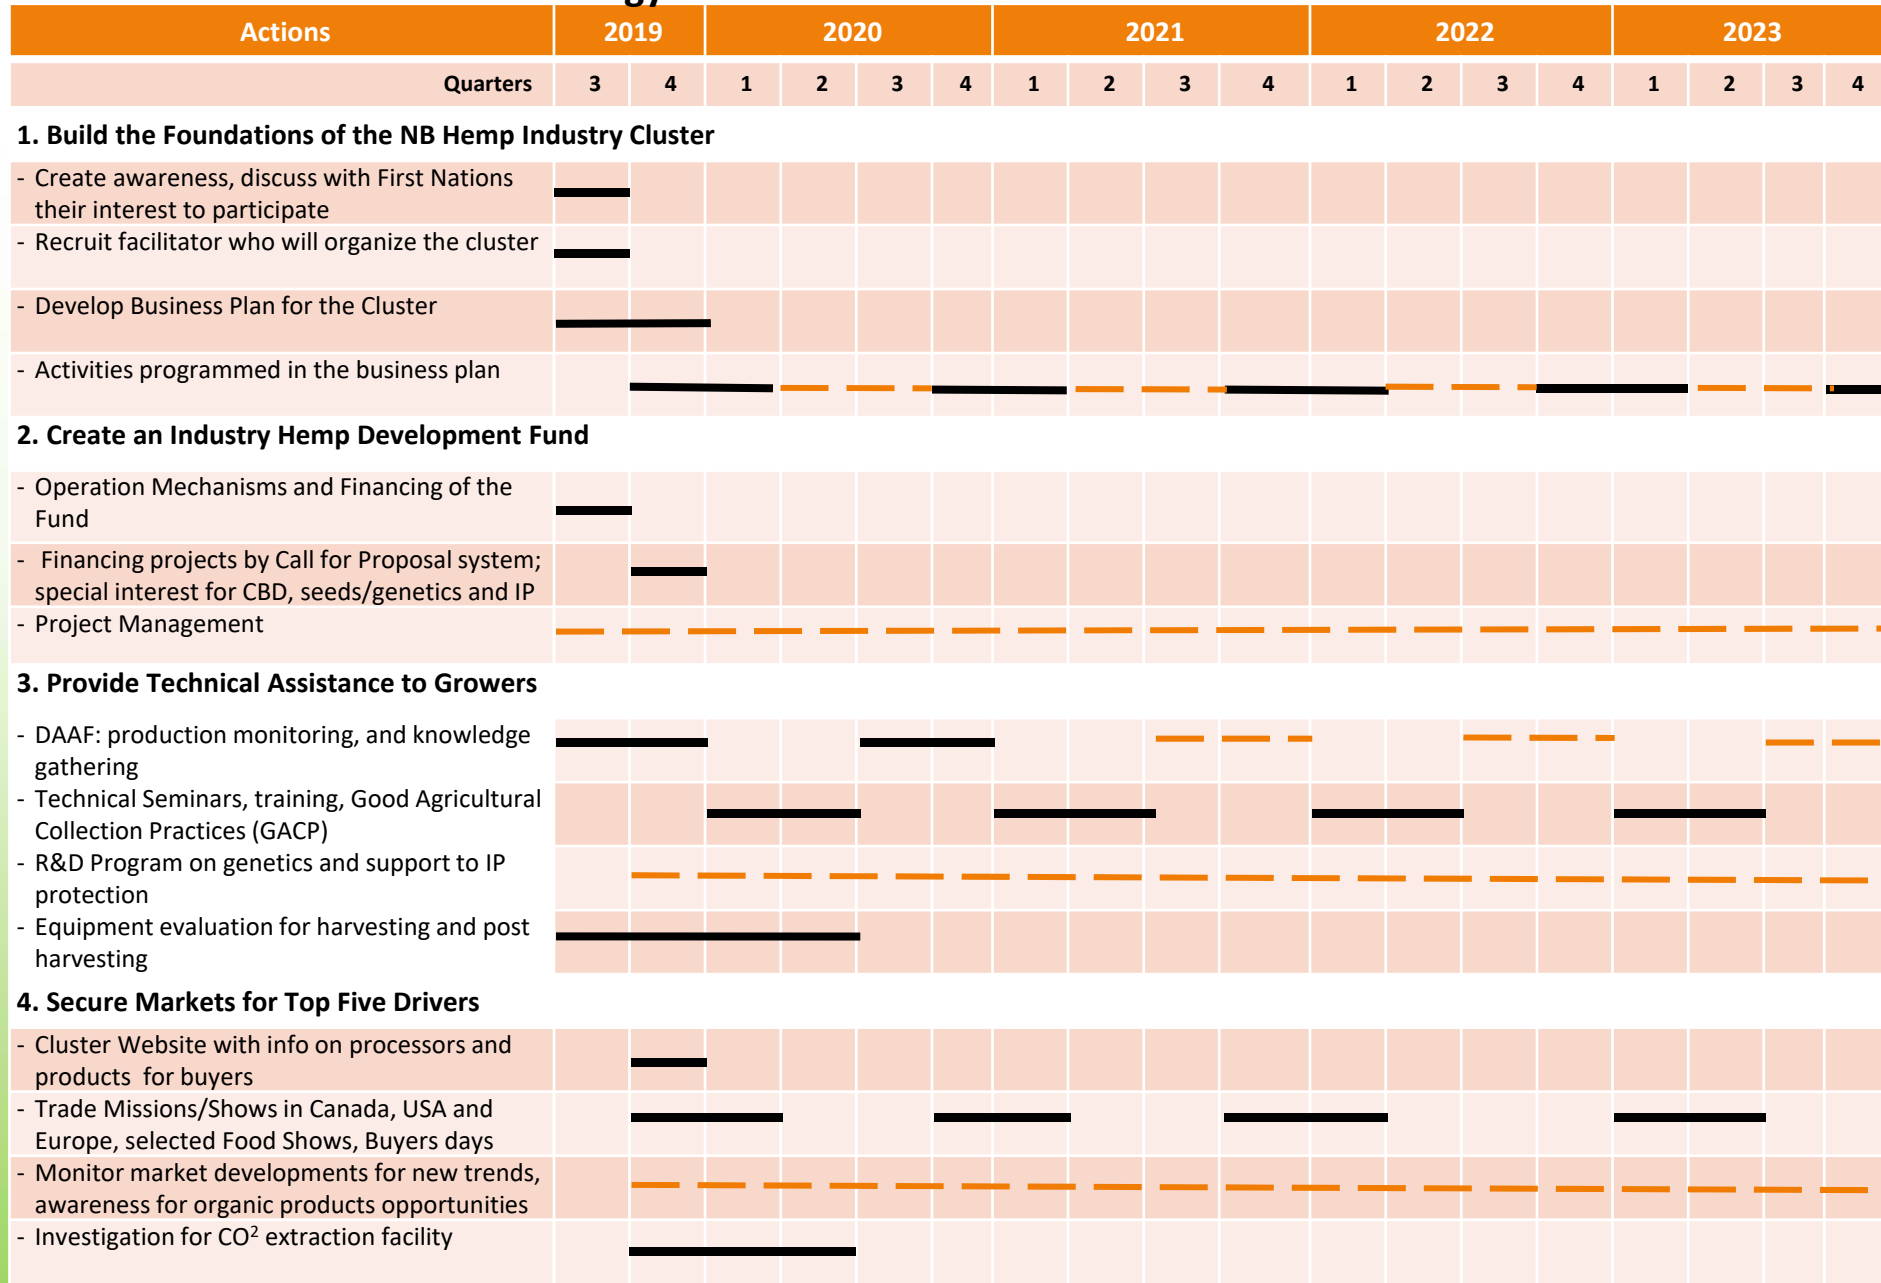 gy
Actions 2019 2020 2021 2022 2023
Quarters 3 4 1 2 3 4 1 2 3 4 1 2 3 4 1 2 3 4
1. Build the Foundations of the NB Hemp Industry Cluster
- Create awareness, discuss with First Nations
their interest to participate
- Recruit facilitator who will organize the cluster
- Develop Business Plan for the Cluster
- Activities programmed in the business plan
2. Create an Industry Hemp Development Fund
- Operation Mechanisms and Financing of the
Fund
- Financing projects by Call for Proposal system;
special interest for CBD, seeds/genetics and IP
- Project Management
3. Provide Technical Assistance to Growers
- DAAF: production monitoring, and knowledge
gathering
- Technical Seminars, training, Good Agricultural
Collection Practices (GACP)
- R&D Program on genetics and support to IP
protection
- Equipment evaluation for harvesting and post
harvesting
4. Secure Markets for Top Five Drivers
- Cluster Website with info on processors and
products for buyers
- Trade Missions/Shows in Canada, USA and
Europe, selected Food Shows, Buyers days
- Monitor market developments for new trends,
awareness for organic products opportunities
- Investigation for CO² extraction facility